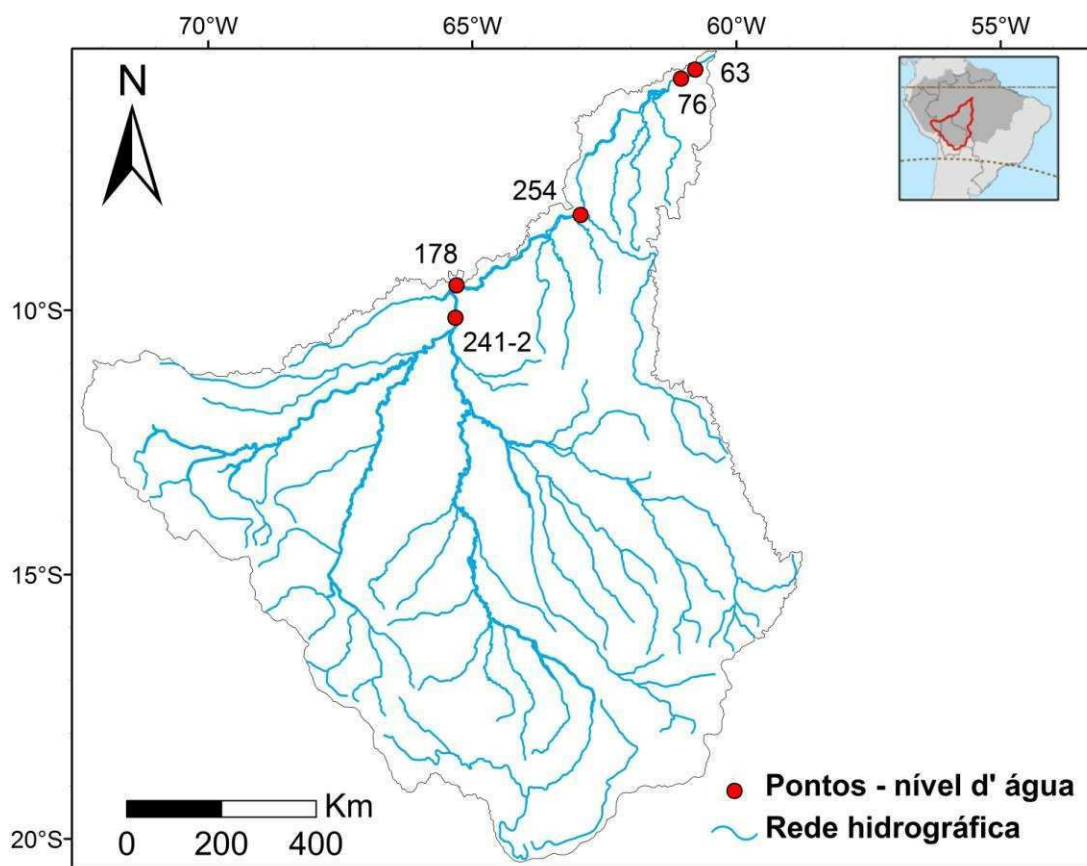 70°W 65°W 60°W 55°W
N
63
76
254
178
10°S
241-2
15°S
Pontos - nível d' água
Km
Rede hidrográfica
0 200 400
20°S